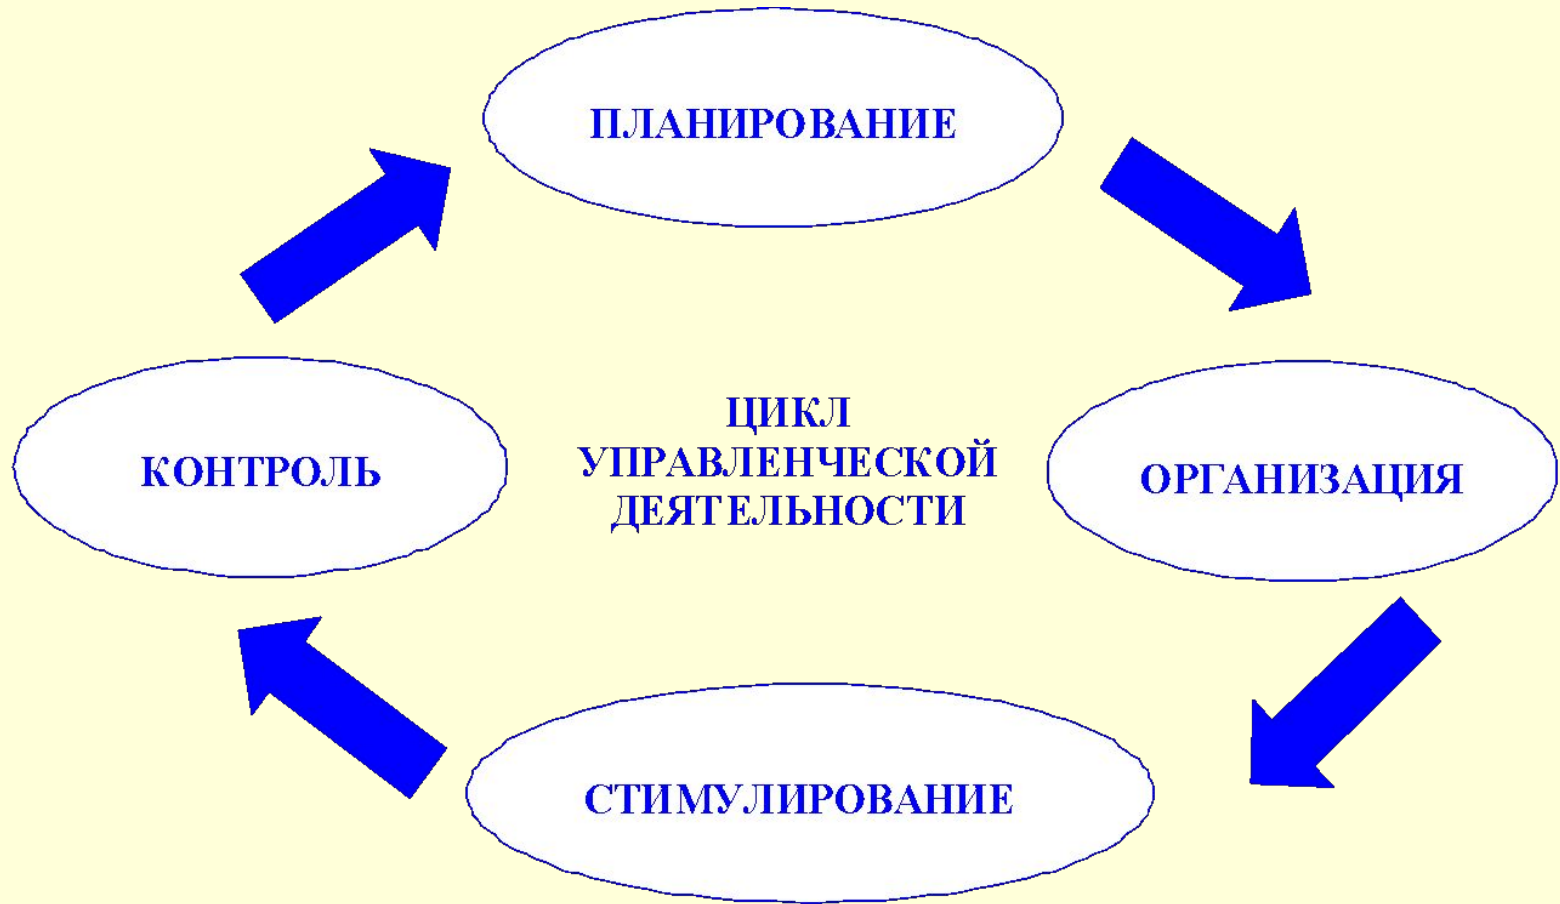 ПЛАНИРОВАНИЕ
ЦИКЛ
УПРАВЛЕНЧЕСКОЙ
ДЕЯТЕЛЬНОСТИ
КОНТРОЛЬ
ОРГАНИЗАЦИЯ
СТИМУЛИРОВАНИЕ